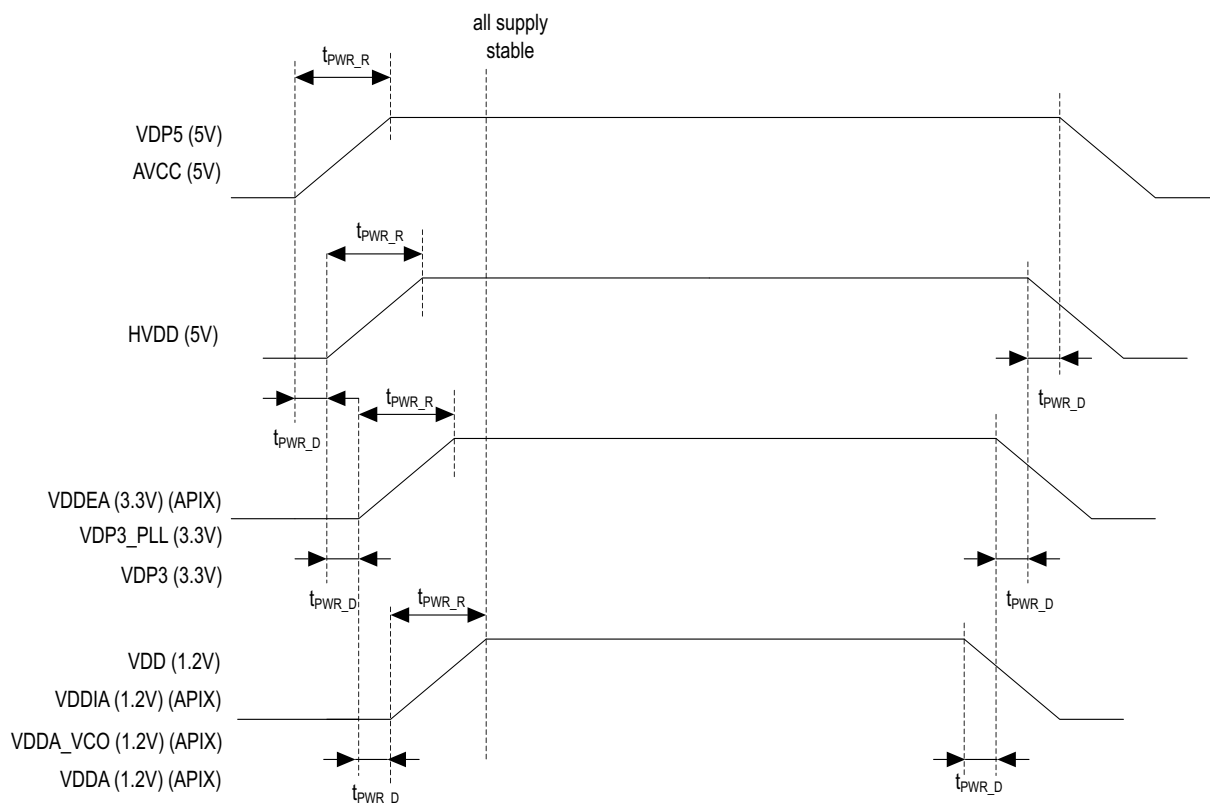 all supply
stable
tPWR_R
VDP5 (5V)
AVCC (5V)
tPWR_R
HVDD (5V)
tPWR_R
tPWR_D
tPWR_D
VDDEA (3.3V) (APIX)
VDP3_PLL (3.3V)
VDP3 (3.3V)
tPWR_D
tPWR_R
tPWR_D
VDD (1.2V)
VDDIA (1.2V) (APIX)
VDDA_VCO (1.2V) (APIX)
VDDA (1.2V) (APIX)
tPWR_D
tPWR_D